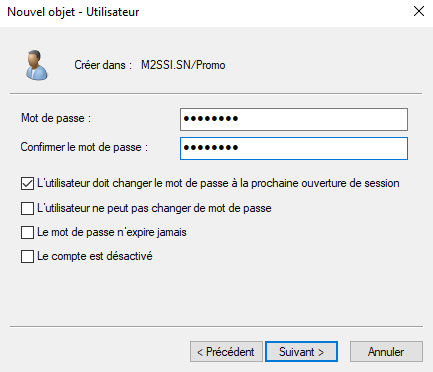 Nouvel objet - Utilisateur
Créer dans : M2SSI.SN/Promo
Mot de passe : ●●●●●●●●
Confirmer le mot de passe : ●●●●●●●●
L'utilisateur doit changer le mot de passe à la prochaine ouverture de session
L'utilisateur ne peut pas changer de mot de passe
Le mot de passe n'expire jamais
Le compte est désactivé
< Précédent Suivant > Annuler